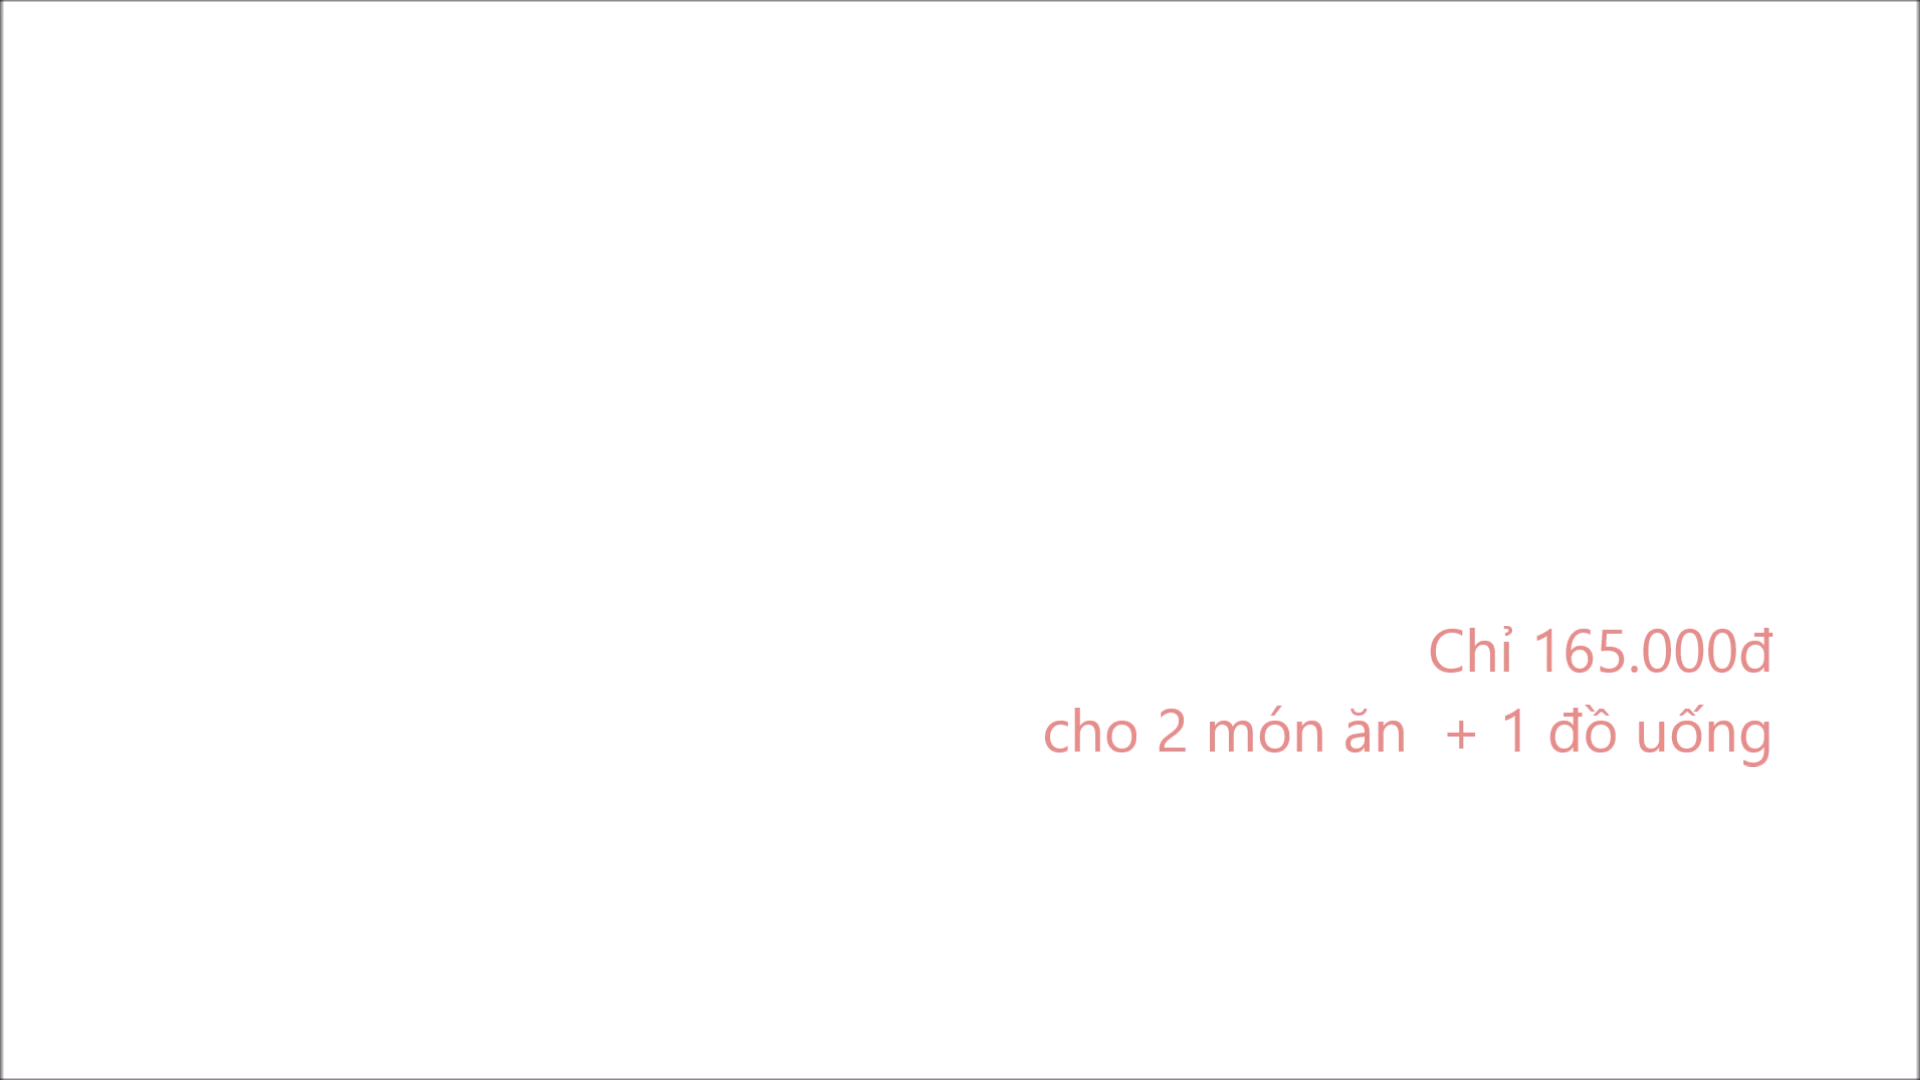 Chỉ 165.000đ
cho 2 món ăn  + 1 đồ uống